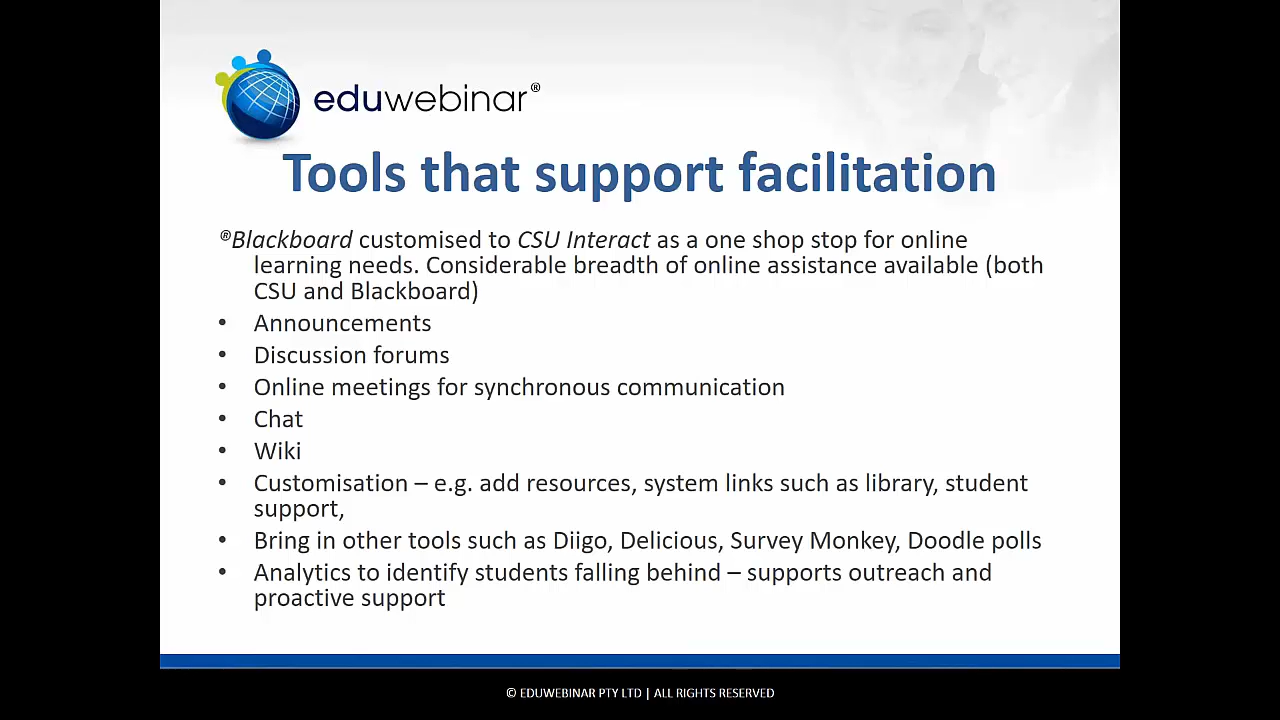 eduwebinar®
Tools that support facilitation
®Blackboard customised to CSU Interact as a one shop stop for online
learning needs. Considerable breadth of online assistance available (both
CSU and Blackboard)
• Announcements
• Discussion forums
• Online meetings for synchronous communication
• Chat
• Wiki
• Customisation – e.g. add resources, system links such as library, student
support,
• Bring in other tools such as Diigo, Delicious, Survey Monkey, Doodle polls
• Analytics to identify students falling behind – supports outreach and
proactive support
© EDUWEBINAR PTY LTD | ALL RIGHTS RESERVED